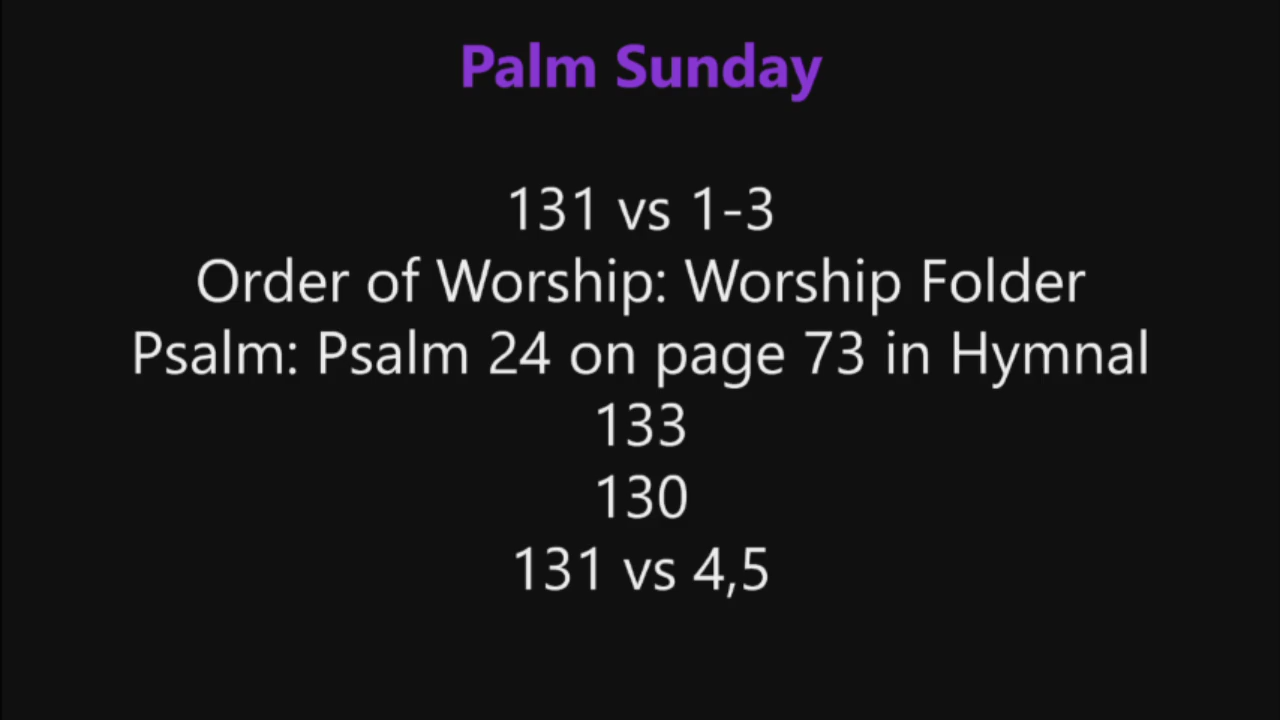 Palm Sunday
131 vs 1-3
Order of Worship: Worship Folder
Psalm: Psalm 24 on page 73 in Hymnal
133
130
131 vs 4,5